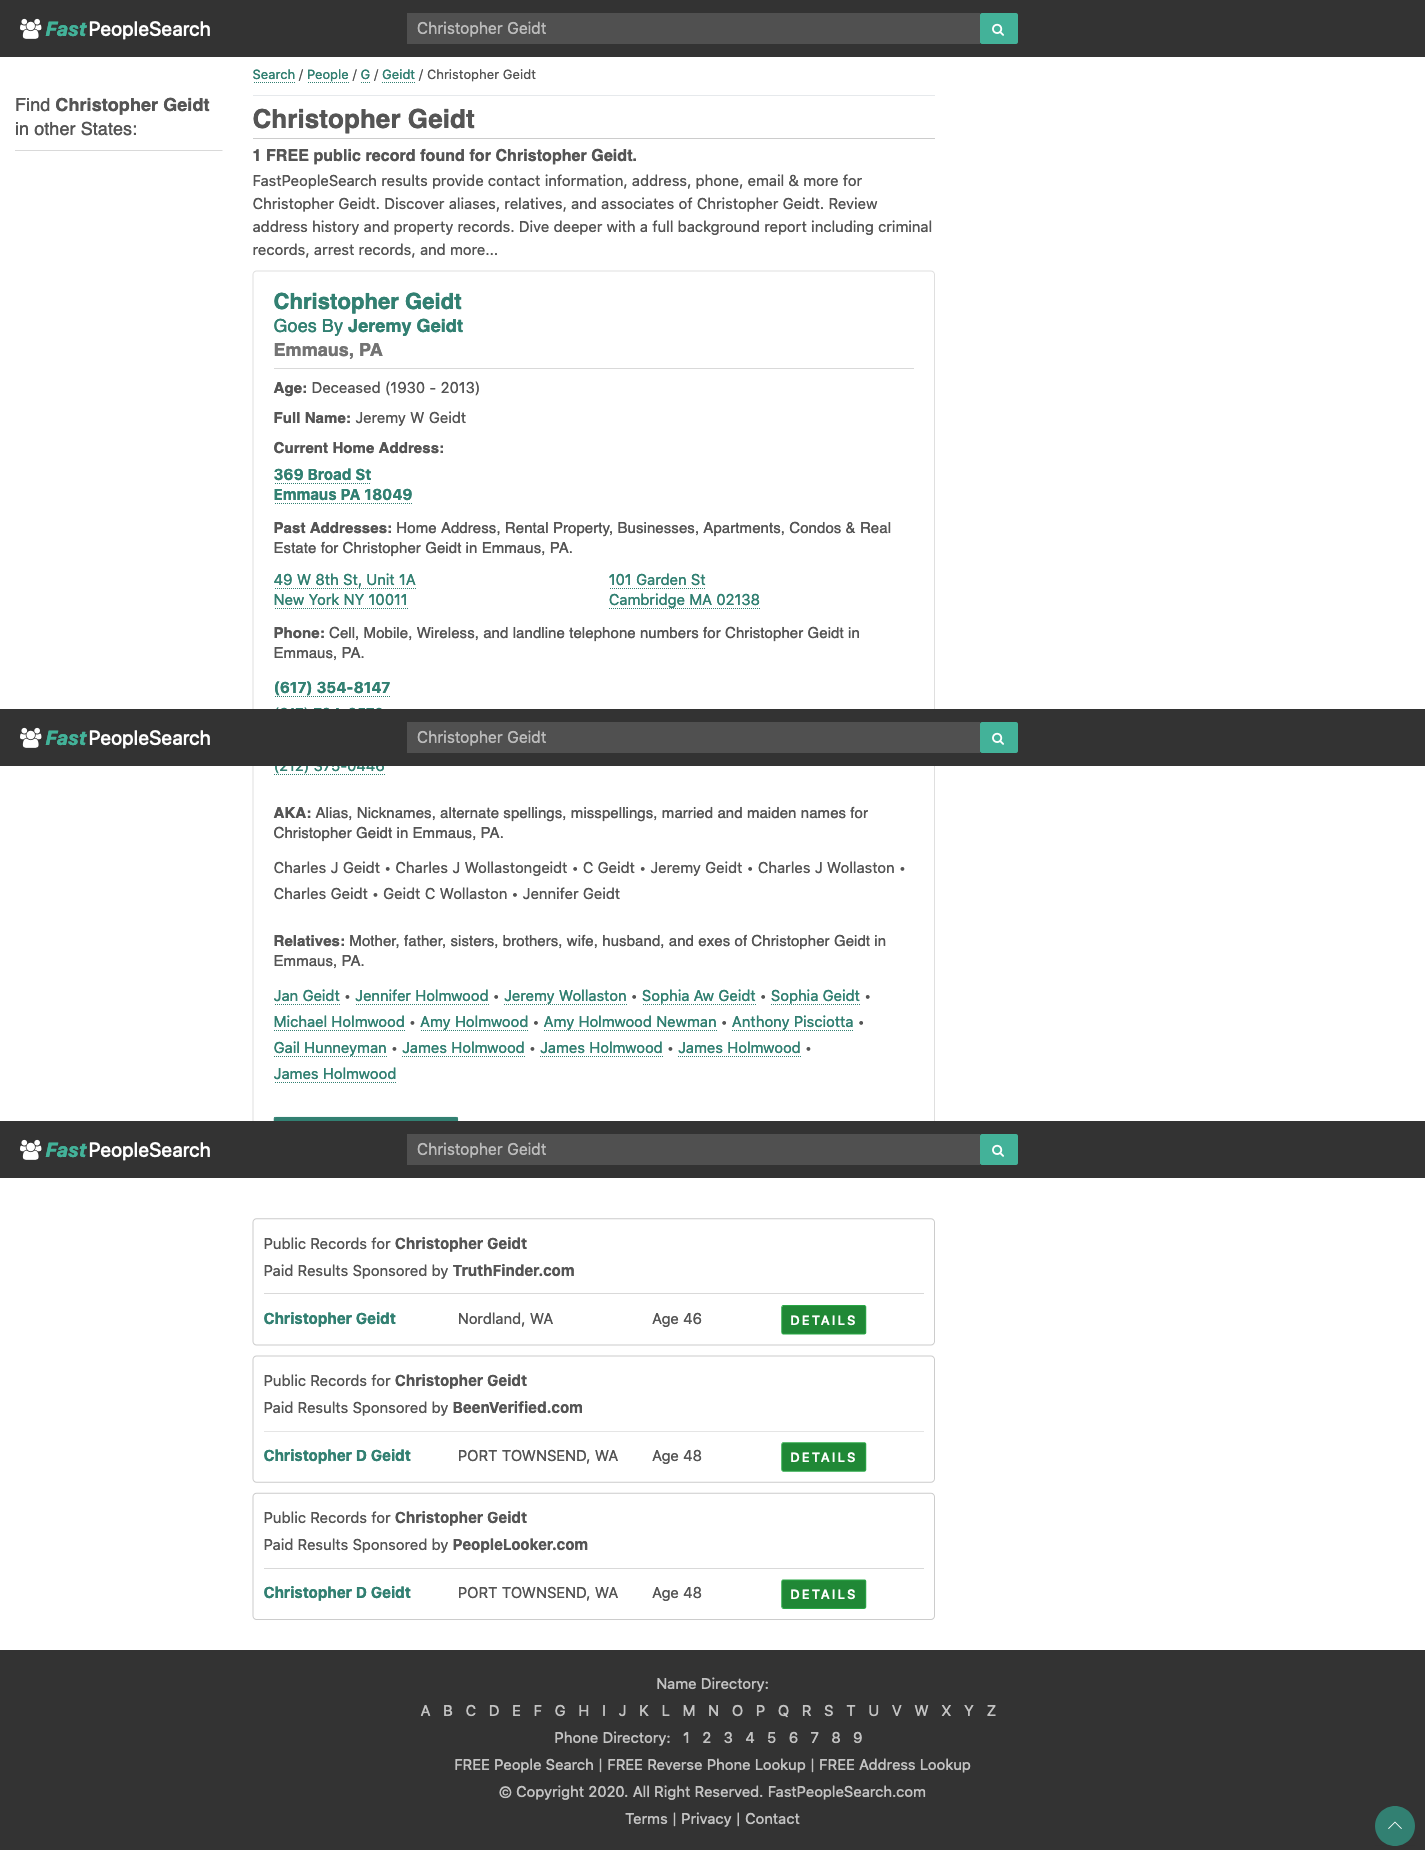 FastPeopleSearch
Christopher Geidt
Search / People / G / Geidt / Christopher Geidt
Find Christopher Geidt
in other States:
Christopher Geidt
1 FREE public record found for Christopher Geidt.
FastPeopleSearch results provide contact information, address, phone, email & more for
Christopher Geidt. Discover aliases, relatives, and associates of Christopher Geidt. Review
address history and property records. Dive deeper with a full background report including criminal
records, arrest records, and more...
Christopher Geidt
Goes By Jeremy Geidt
Emmaus, PA
Age: Deceased (1930 - 2013)
Full Name: Jeremy W Geidt
Current Home Address:
369 Broad St
Emmaus PA 18049
Past Addresses: Home Address, Rental Property, Businesses, Apartments, Condos & Real
Estate for Christopher Geidt in Emmaus, PA.
49 W 8th St, Unit 1A
New York NY 10011
101 Garden St
Cambridge MA 02138
Phone: Cell, Mobile, Wireless, and landline telephone numbers for Christopher Geidt in
Emmaus, PA.
(617) 354-8147
FastPeopleSearch
Christopher Geidt
(212) 375-0446
AKA: Alias, Nicknames, alternate spellings, misspellings, married and maiden names for
Christopher Geidt in Emmaus, PA.
Charles J Geidt • Charles J Wollastongeidt • C Geidt • Jeremy Geidt • Charles J Wollaston •
Charles Geidt • Geidt C Wollaston • Jennifer Geidt
Relatives: Mother, father, sisters, brothers, wife, husband, and exes of Christopher Geidt in
Emmaus, PA.
Jan Geidt • Jennifer Holmwood • Jeremy Wollaston • Sophia Aw Geidt • Sophia Geidt •
Michael Holmwood • Amy Holmwood • Amy Holmwood Newman • Anthony Pisciotta •
Gail Hunneyman • James Holmwood • James Holmwood • James Holmwood •
James Holmwood
FastPeopleSearch
Christopher Geidt
Public Records for Christopher Geidt
Paid Results Sponsored by TruthFinder.com
Christopher Geidt Nordland, WA Age 46 DETAILS
Public Records for Christopher Geidt
Paid Results Sponsored by BeenVerified.com
Christopher D Geidt PORT TOWNSEND, WA Age 48 DETAILS
Public Records for Christopher Geidt
Paid Results Sponsored by PeopleLooker.com
Christopher D Geidt PORT TOWNSEND, WA Age 48 DETAILS
Name Directory:
A B C D E F G H I J K L M N O P Q R S T U V W X Y Z
Phone Directory: 1 2 3 4 5 6 7 8 9
FREE People Search | FREE Reverse Phone Lookup | FREE Address Lookup
© Copyright 2020. All Right Reserved. FastPeopleSearch.com
Terms | Privacy | Contact